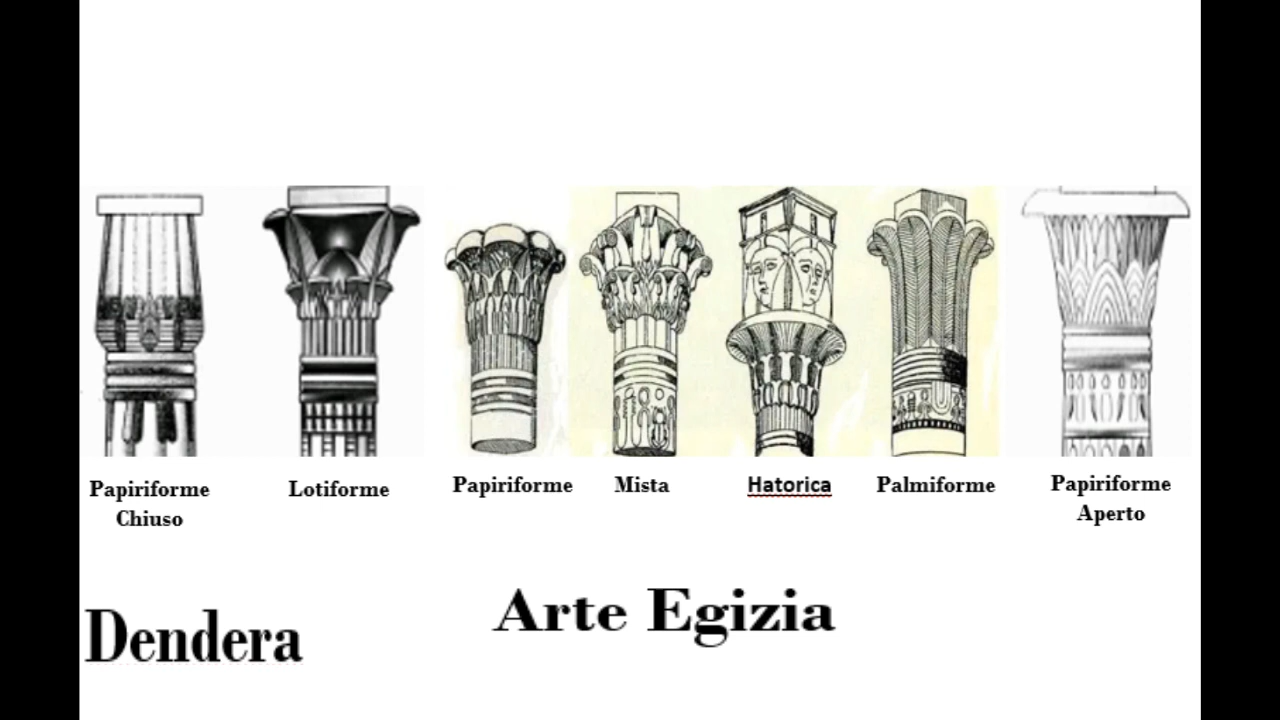 Papiriforme
Chiuso
Lotiforme
Papiriforme
Mista
Hatorica
Palmiforme
Papiriforme
Aperto
Arte Egizia
Dendera